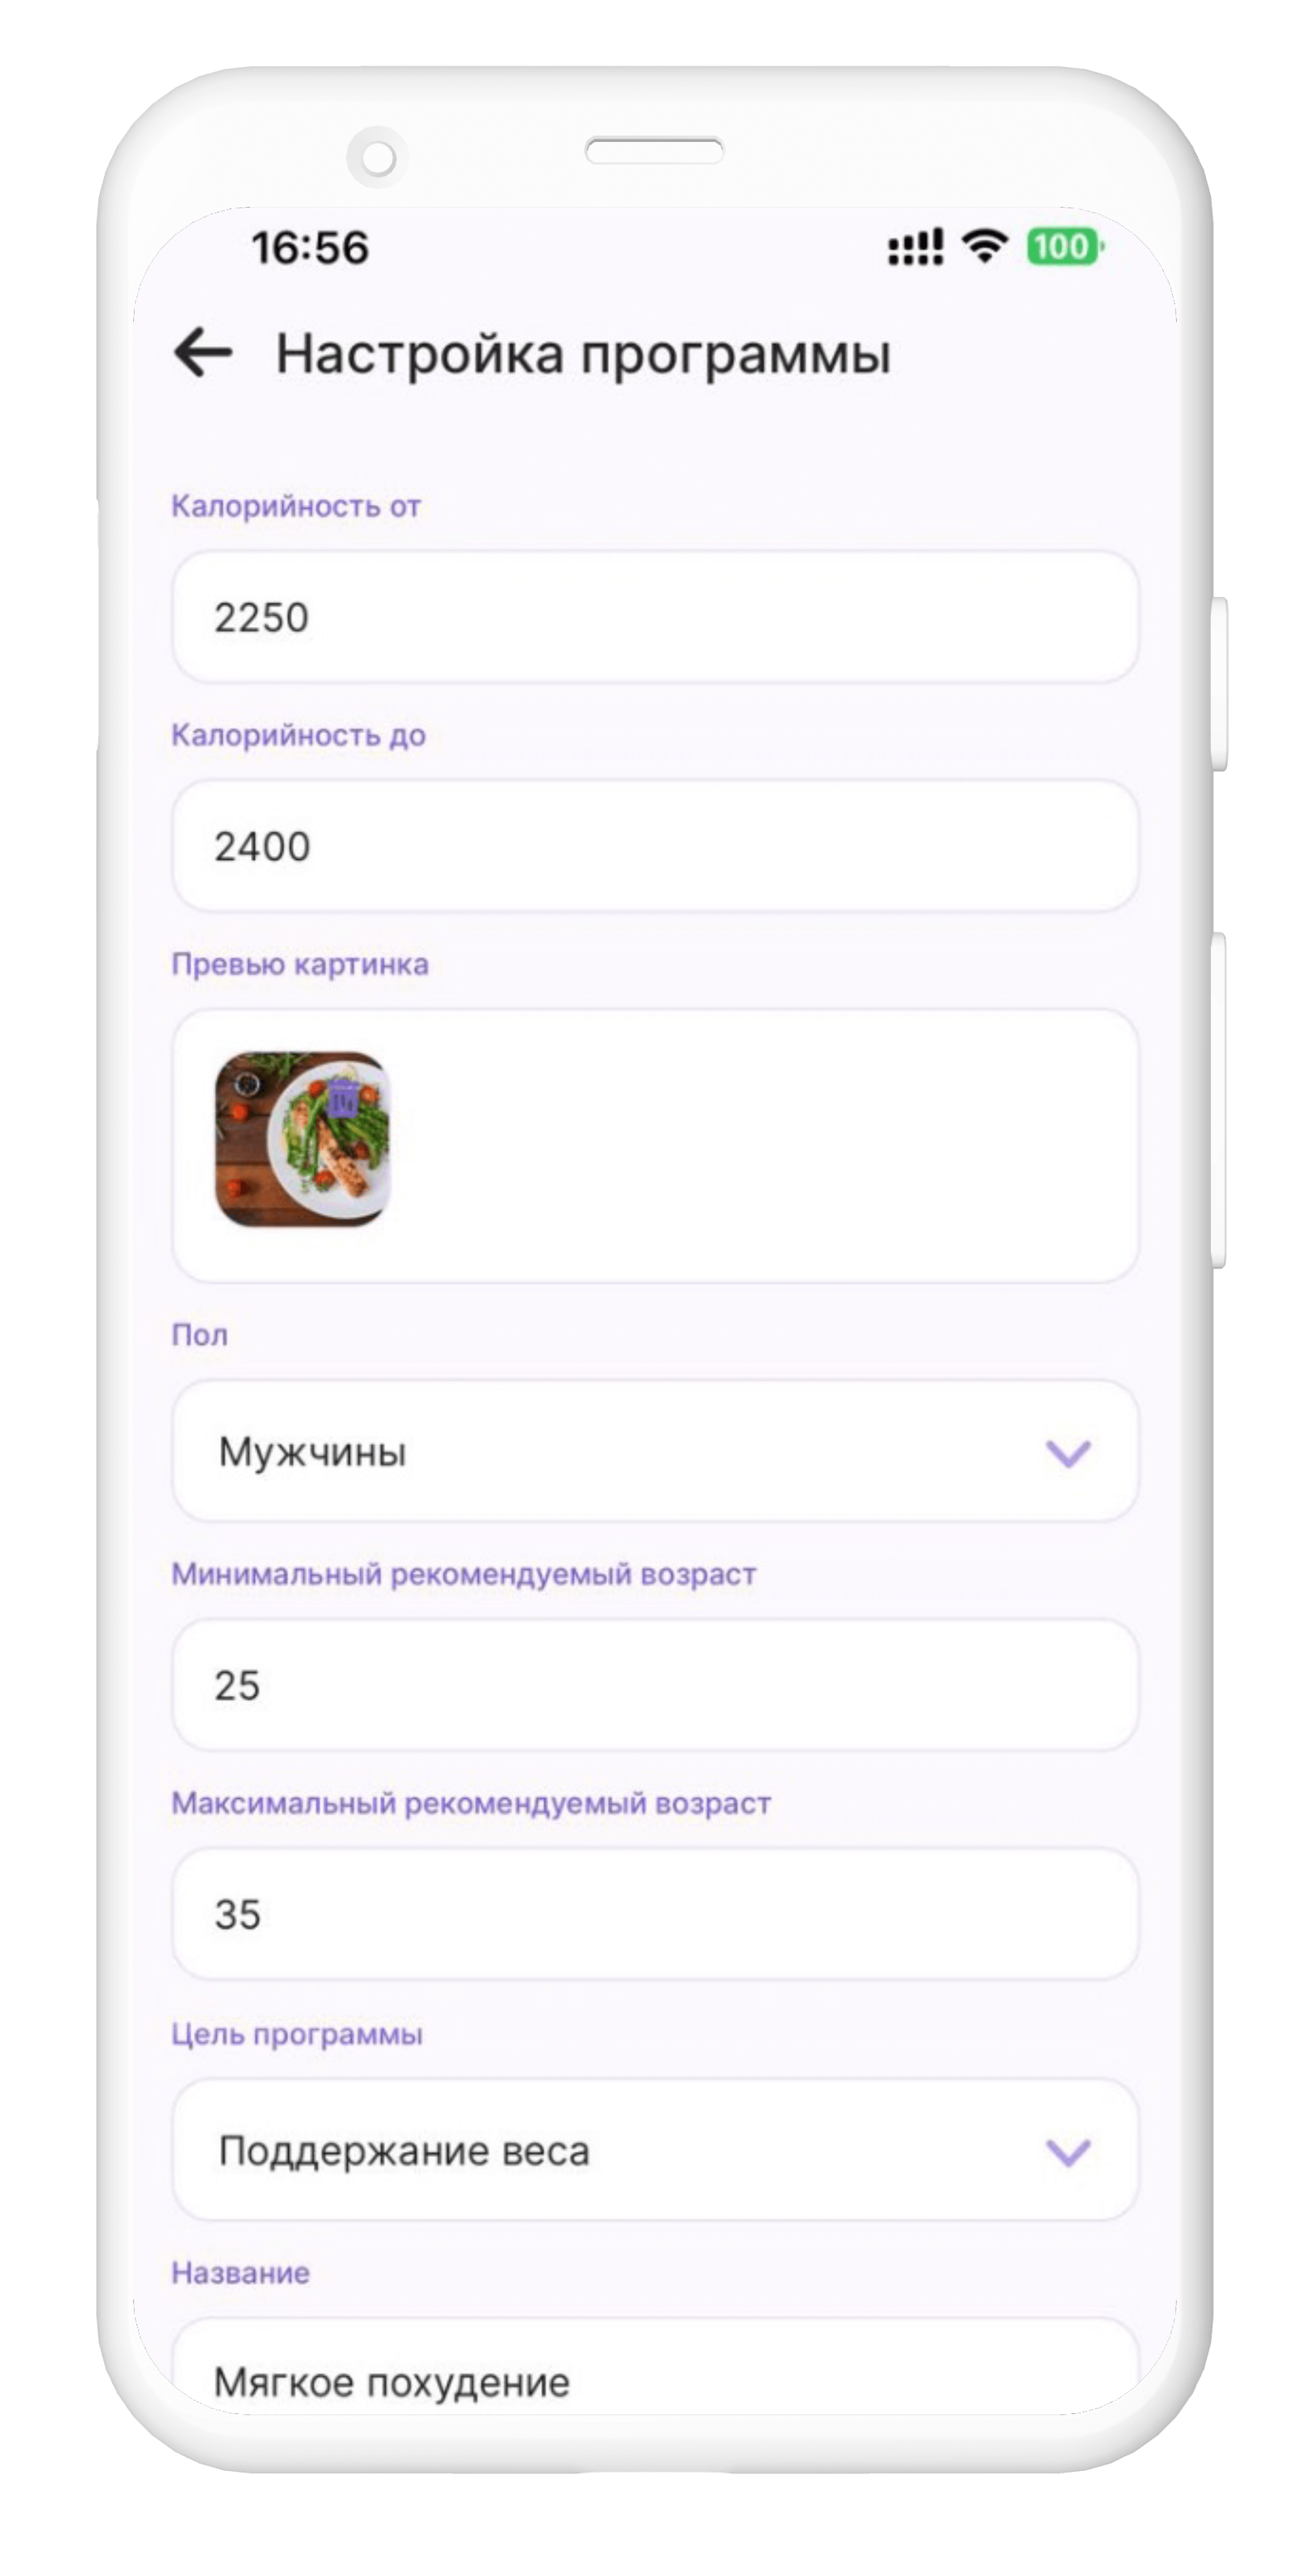 16:56
100
Настройка программы
Калорийность от
2250
Калорийность до
2400
Превью картинка
Пол
Мужчины
Минимальный рекомендуемый возраст
25
Максимальный рекомендуемый возраст
35
Цель программы
Поддержание веса
Название
Мягкое похудение